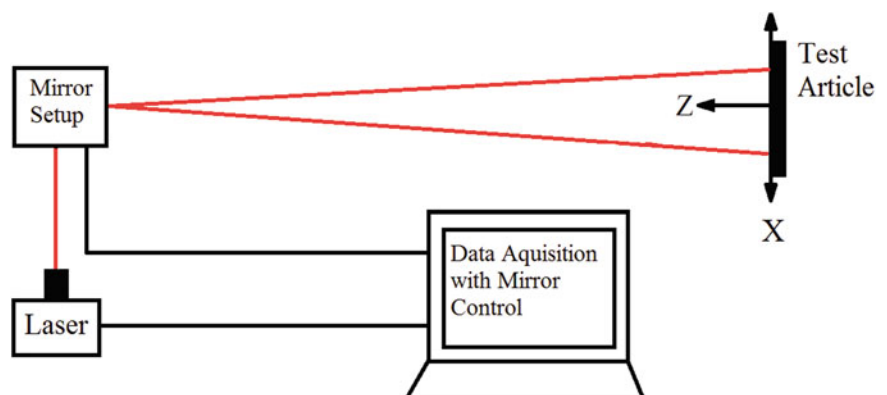 Mirror
Setup
Test
Article
Z
X
Data Aquisition
with Mirror
Control
Laser